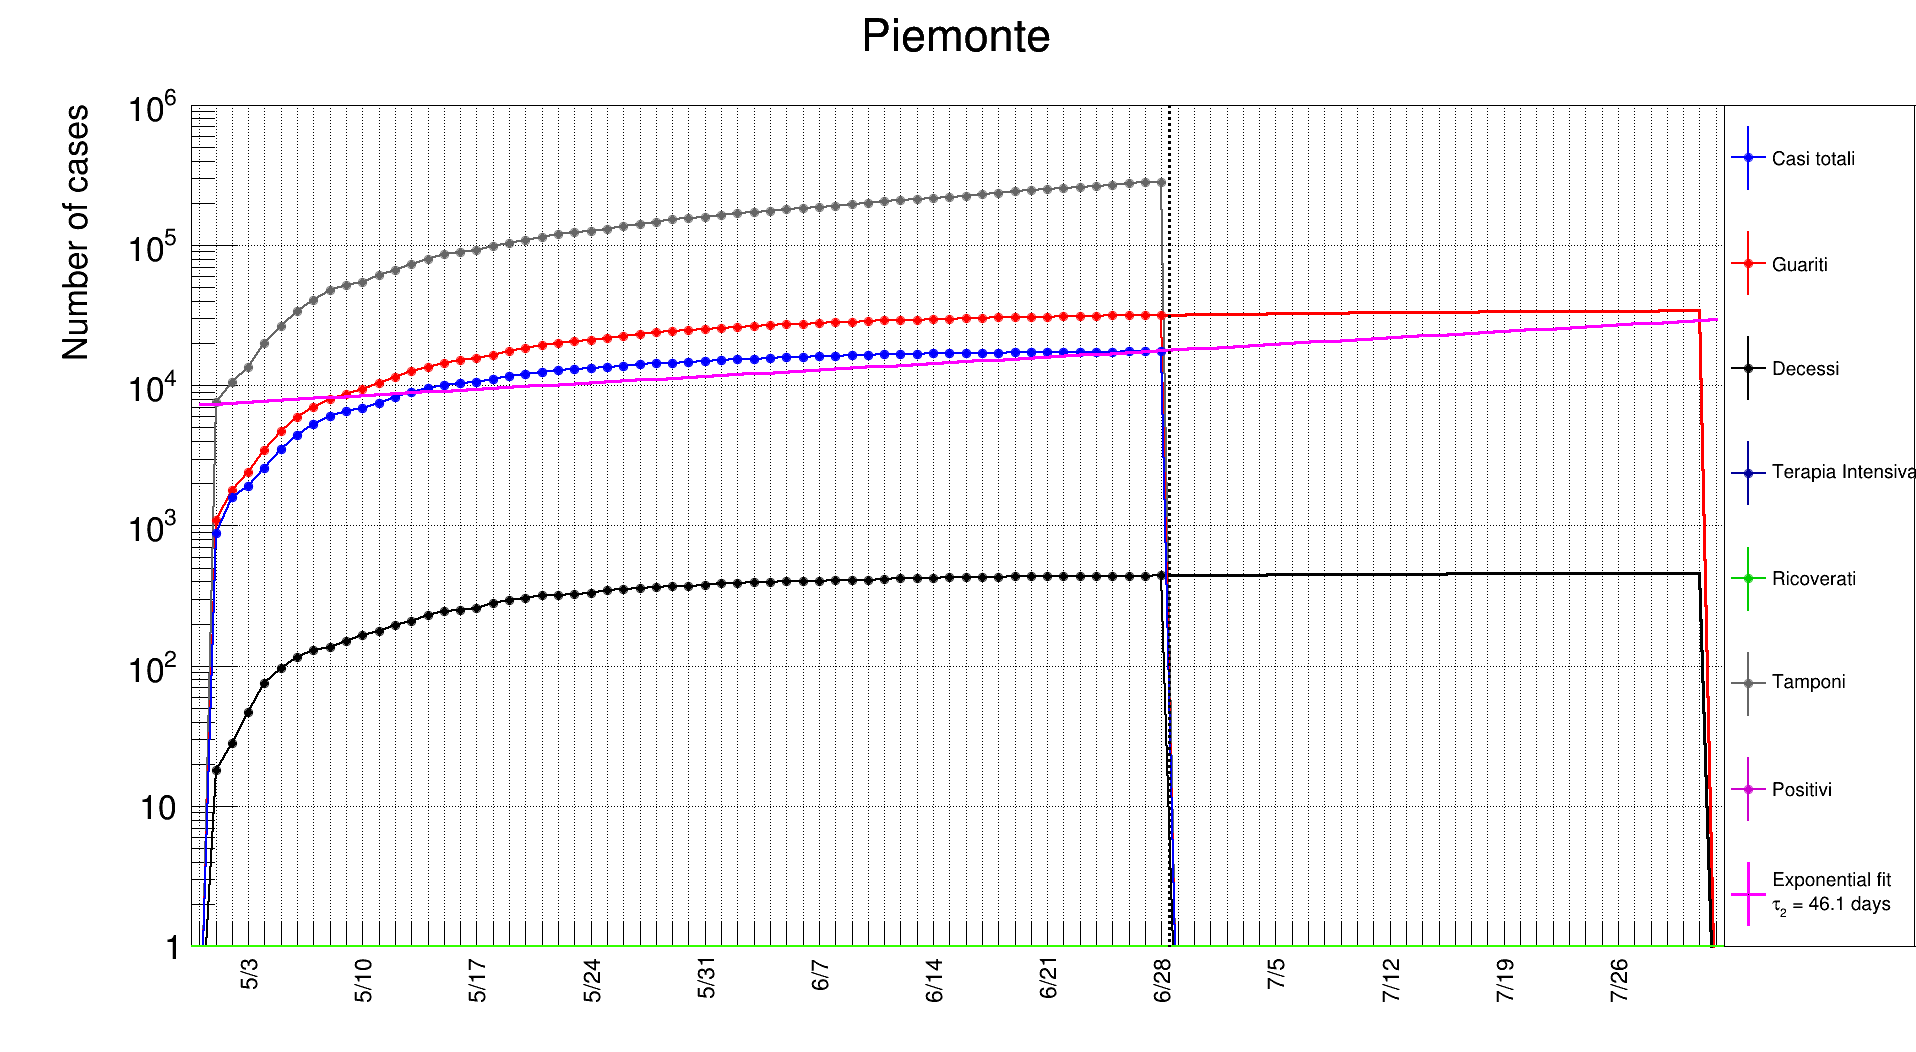 Piemonte
Number of cases
10^6
10^5
10^4
10^3
10^2
10
1
5/3
5/10
5/17
5/24
5/31
6/7
6/14
6/21
6/28
7/5
7/12
7/19
7/26
Casi totali
Guariti
Decessi
Terapia Intensiva
Ricoverati
Tamponi
Positivi
Exponential fit
τ₂ = 46.1 days